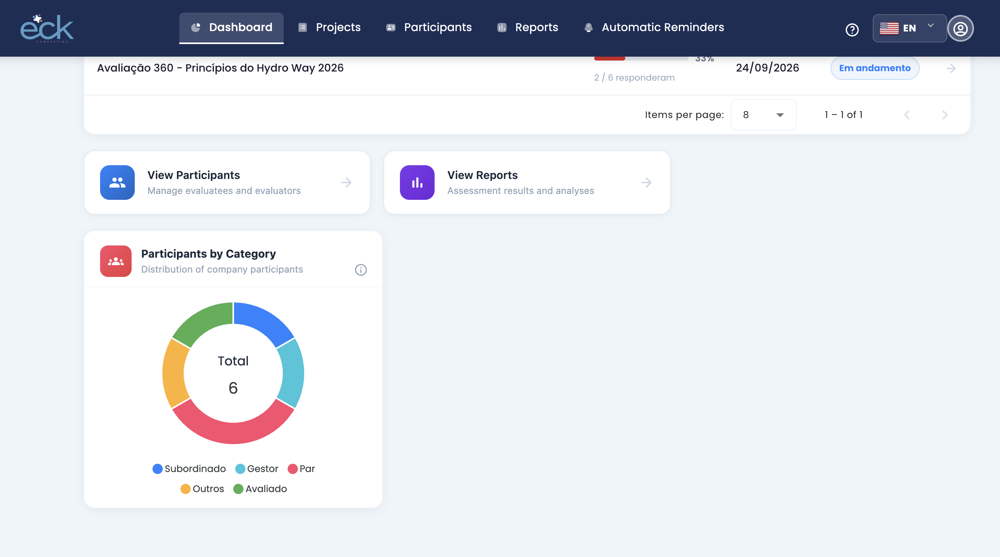 eck
CONSULTING
Dashboard
Projects
Participants
Reports
Automatic Reminders
EN
Avaliação 360 - Princípios do Hydro Way 2026
33%
2 / 6 responderam
24/09/2026
Em andamento
Items per page:
8
1 – 1 of 1
View Participants
Manage evaluatees and evaluators
View Reports
Assessment results and analyses
Participants by Category
Distribution of company participants
Total
6
Subordinado
Gestor
Par
Outros
Avaliado